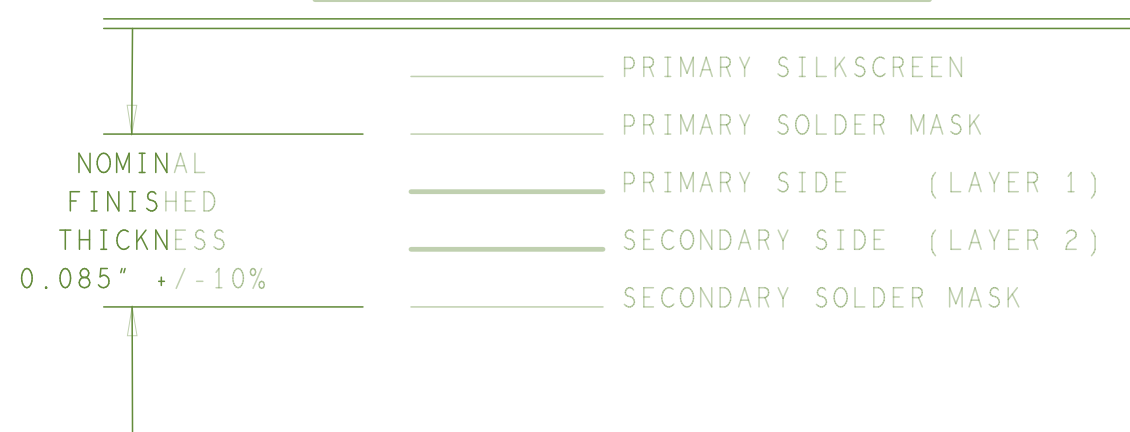 PRIMARY SILKSCREEN
PRIMARY SOLDER MASK
NOMINAL
FINISHED
THICKNESS
0.085" +/-10%
PRIMARY SIDE (LAYER 1)
SECONDARY SIDE (LAYER 2)
SECONDARY SOLDER MASK